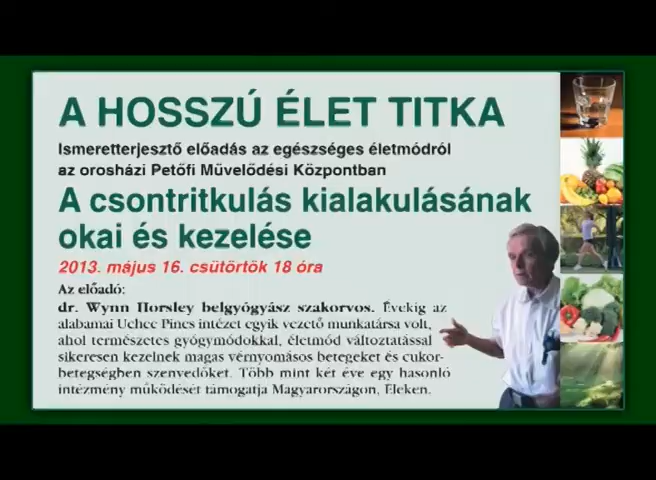 A HOSSZÚ ÉLET TITKA
Ismeretterjesztő előadás az egészséges életmódról
az orosházi Petőfi Művelődési Központban
A csontritkulás kialakulásának
okai és kezelése
2013. május 16. csütörtök 18 óra
Az előadó:
dr. Wynn Horsley belgyógyász szakorvos. Évekig az
alabamai Uchee Pines intézet egyik vezető munkatársa volt,
ahol természetes gyógymódokkal, életmód változtatással
sikeresen kezelnek magas vérnyomásos betegeket és cukor-
betegségben szenvedőket. Több mint két éve egy hasonló
intézmény működését támogatja Magyarországon, Eleken.